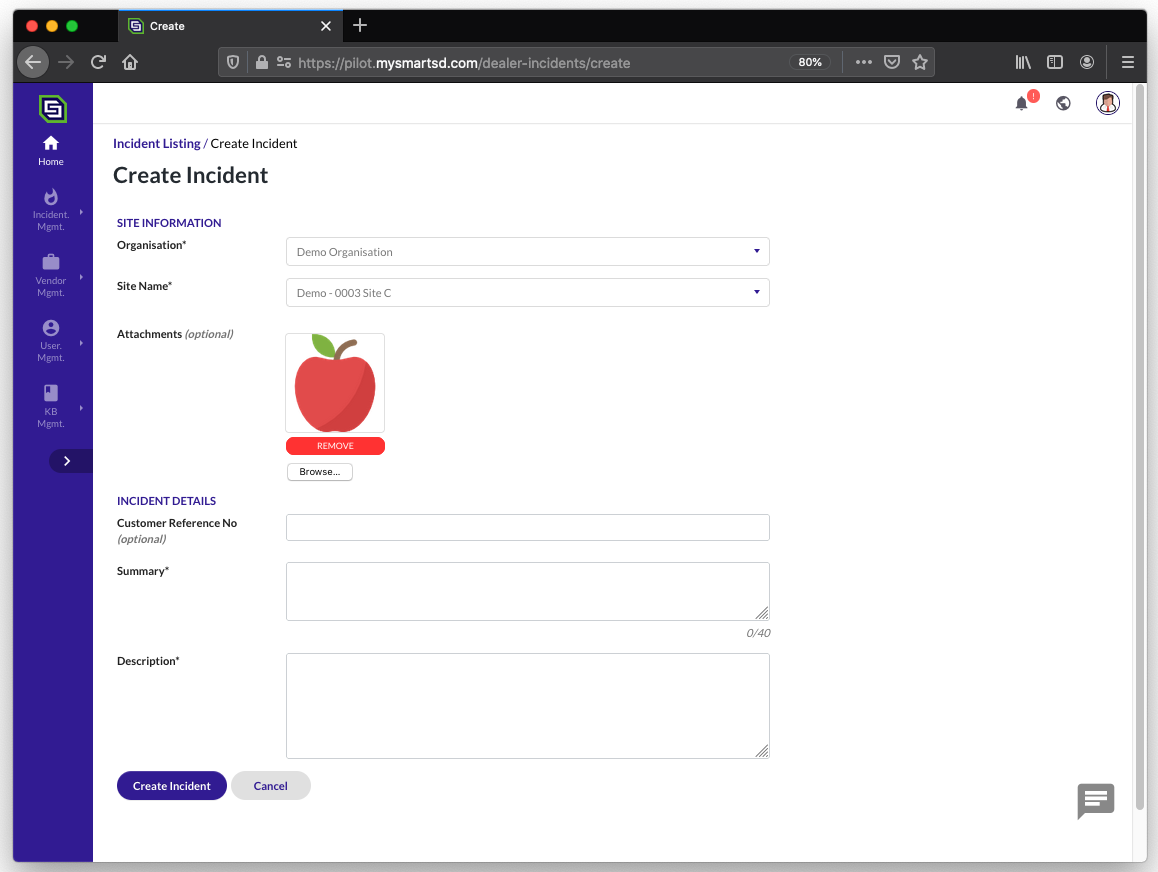 Create
https://pilot.mysmartsd.com/dealer-incidents/create
80%
!
Home
Incident.
Mgmt.
Vendor
Mgmt.
User.
Mgmt.
KB
Mgmt.
Incident Listing / Create Incident
Create Incident
SITE INFORMATION
Organisation*
Demo Organisation
Site Name*
Demo - 0003 Site C
Attachments (optional)
REMOVE
Browse...
INCIDENT DETAILS
Customer Reference No
(optional)
Summary*
0/40
Description*
Create Incident
Cancel